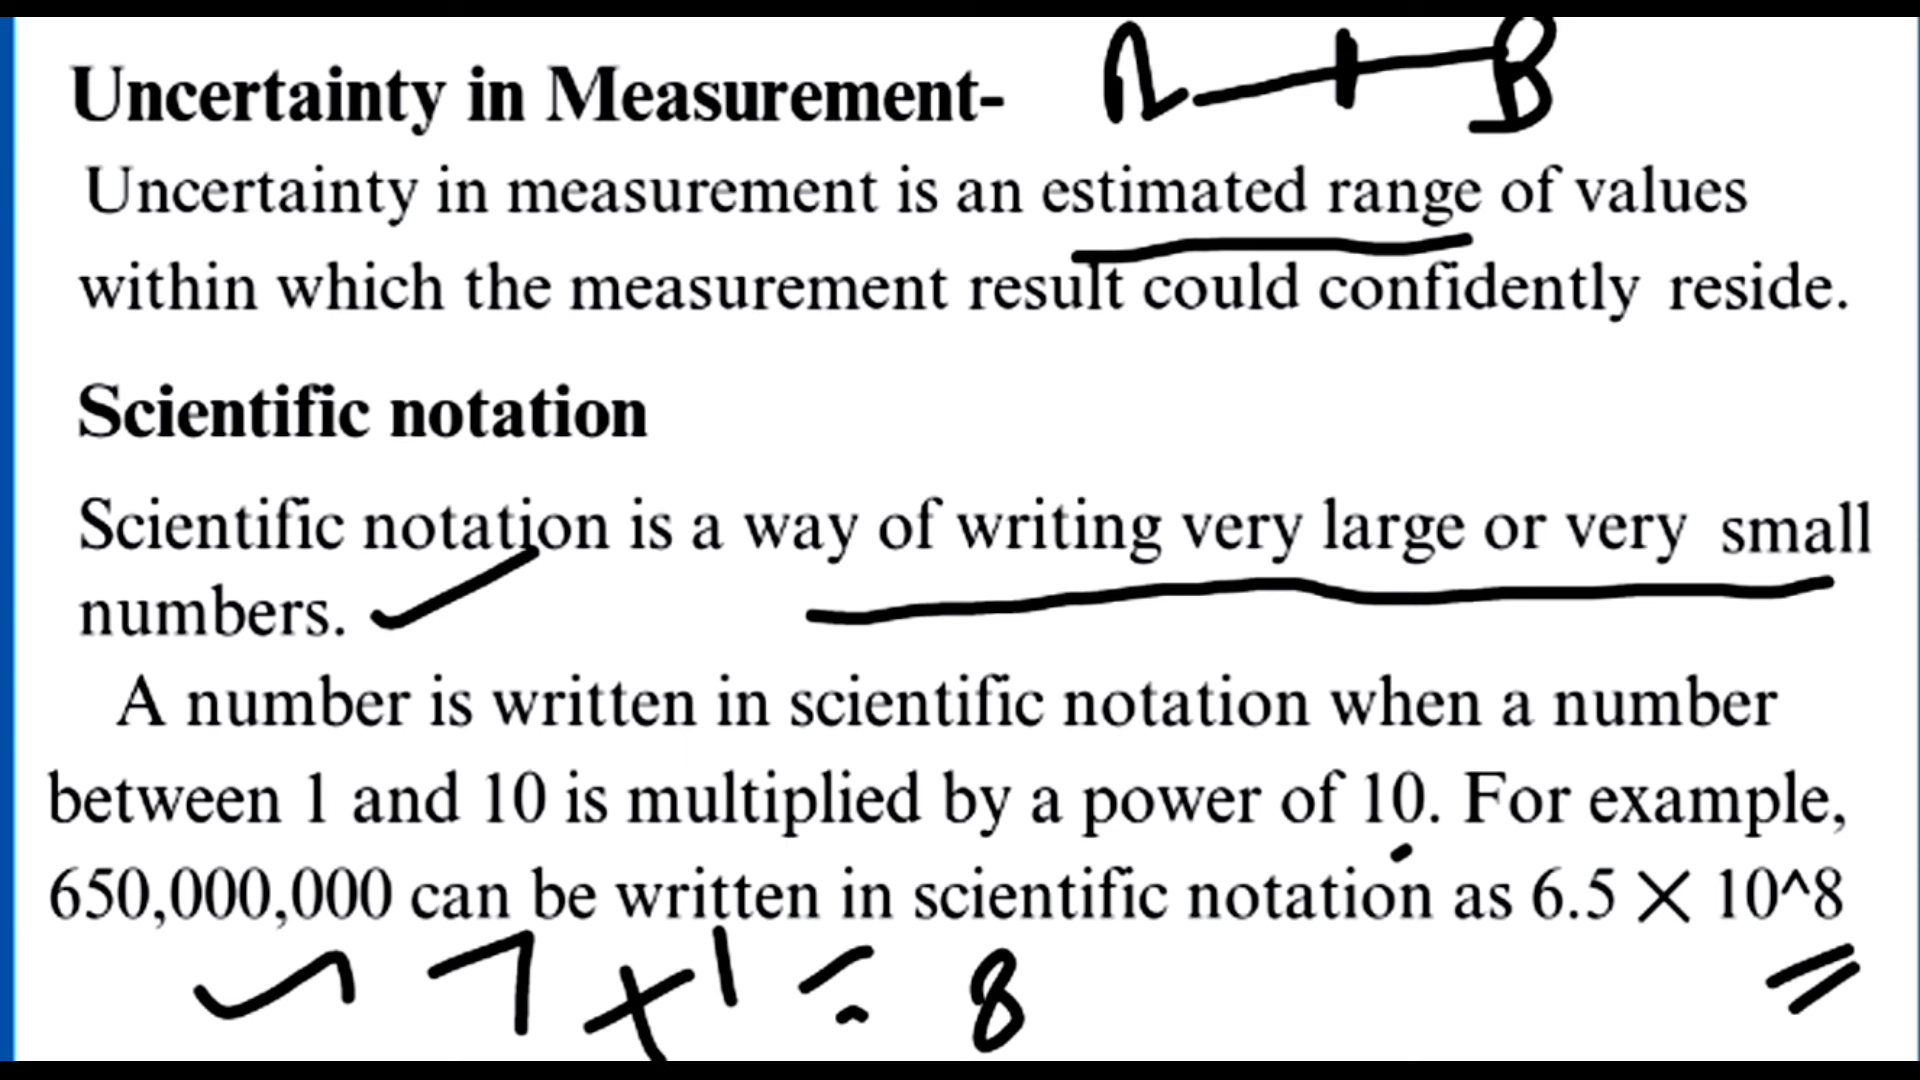 Uncertainty in Measurement-
Uncertainty in measurement is an estimated range of values
within which the measurement result could confidently reside.
Scientific notation
Scientific notation is a way of writing very large or very small
numbers.
A number is written in scientific notation when a number
between 1 and 10 is multiplied by a power of 10. For example,
650,000,000 can be written in scientific notation as 6.5 × 10^8
7 + 1 = 8